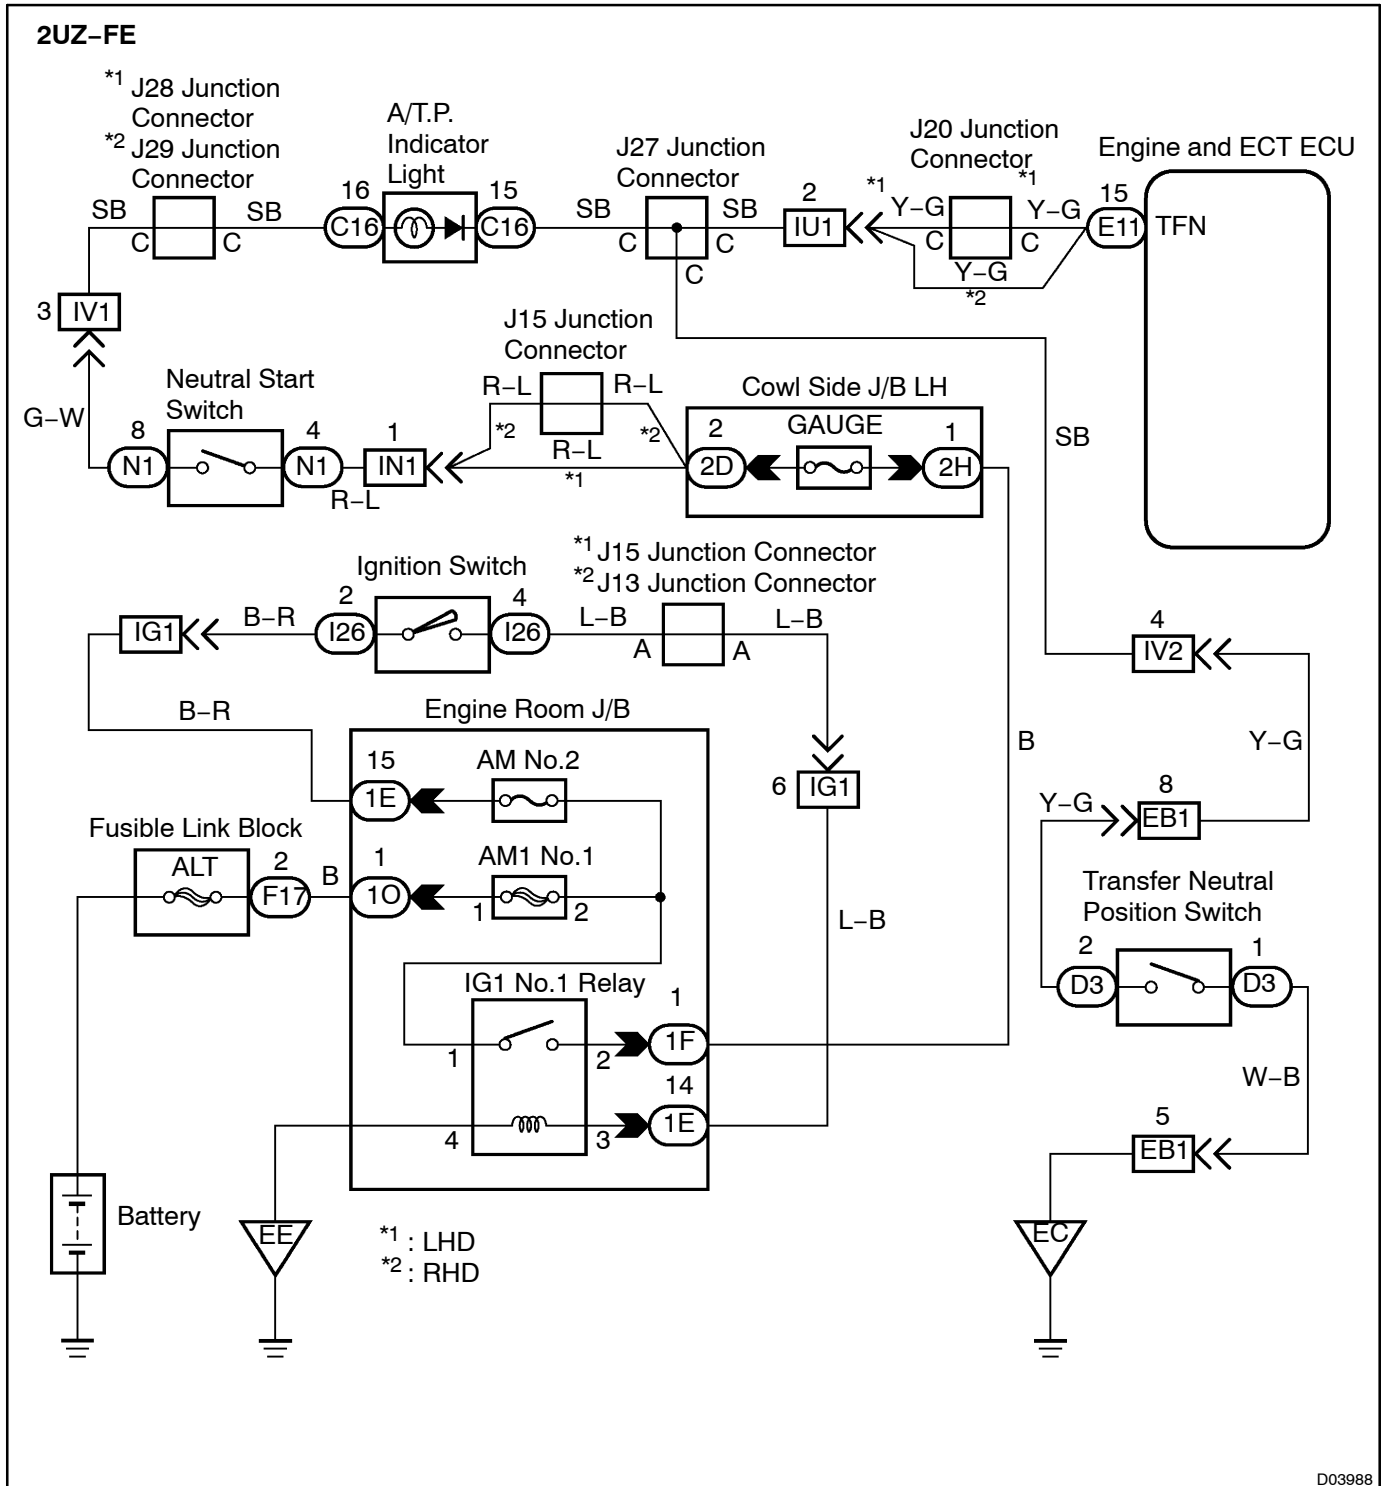 2UZ–FE
*1 J28 Junction
Connector
*2 J29 Junction
Connector
A/T.P.
Indicator
Light
J27 Junction
Connector
J20 Junction
Connector
Engine and ECT ECU
SB
SB
C
C
16
C16
15
C16
SB
SB
C
C
C
2
IU1
*1
Y–G
*1
Y–G
C
C
Y–G
*2
15
E11
TFN
3
IV1
G–W
J15 Junction
Connector
R–L
R–L
*2
*2
R–L
*1
Neutral Start
Switch
8
N1
4
N1
R–L
1
IN1
Cowl Side J/B LH
GAUGE
2
2D
1
2H
SB
*1 J15 Junction Connector
*2 J13 Junction Connector
Ignition Switch
IG1
B–R
2
I26
4
I26
L–B
L–B
A
A
B–R
4
IV2
Engine Room J/B
B
Y–G
15
1E
AM No.2
6
IG1
Y–G
8
EB1
Fusible Link Block
ALT
2
F17
B
1
1O
AM1 No.1
1
2
L–B
Transfer Neutral
Position Switch
2
D3
1
D3
IG1 No.1 Relay
1
2
1
1F
14
1E
4
3
W–B
5
EB1
Battery
EE
EC
*1 : LHD
*2 : RHD
D03988